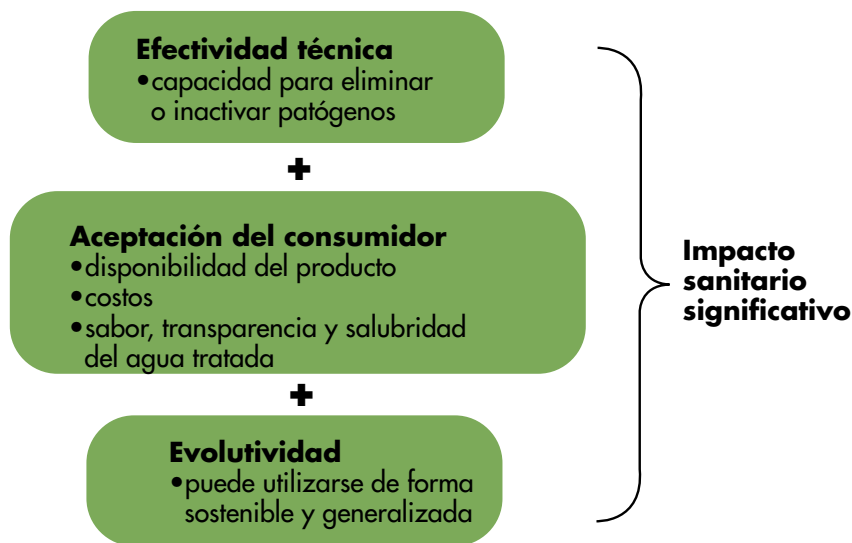 Efectividad técnica
•capacidad para eliminar
o inactivar patógenos
+
Aceptación del consumidor
•disponibilidad del producto
•costos
•sabor, transparencia y salubridad
del agua tratada
+
Evolutividad
•puede utilizarse de forma
sostenible y generalizada
Impacto
sanitario
significativo